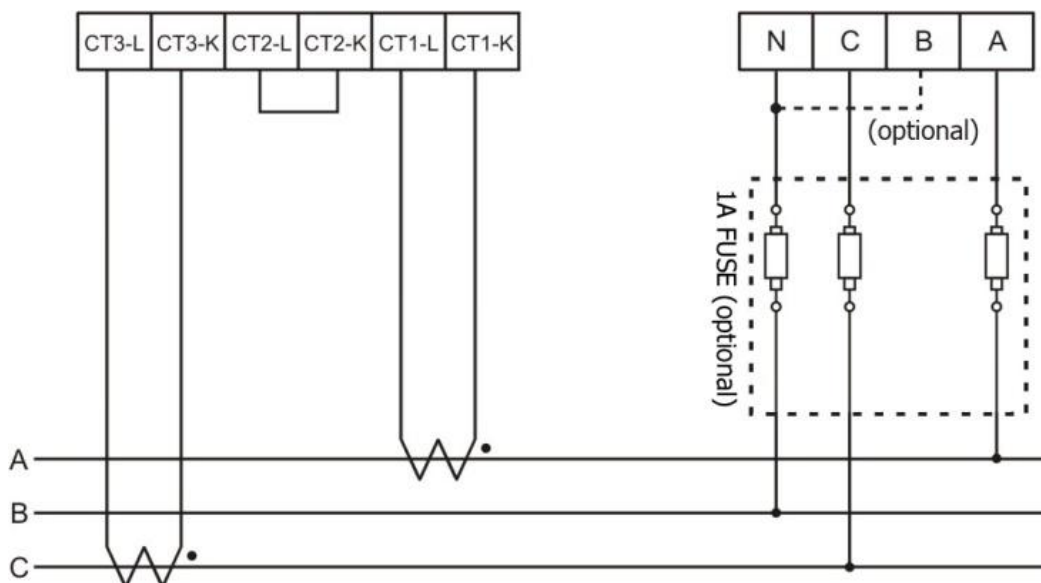 CT3-L CT3-K CT2-L CT2-K CT1-L CT1-K
N C B A
(optional)
1A FUSE (optional)
A
B
C